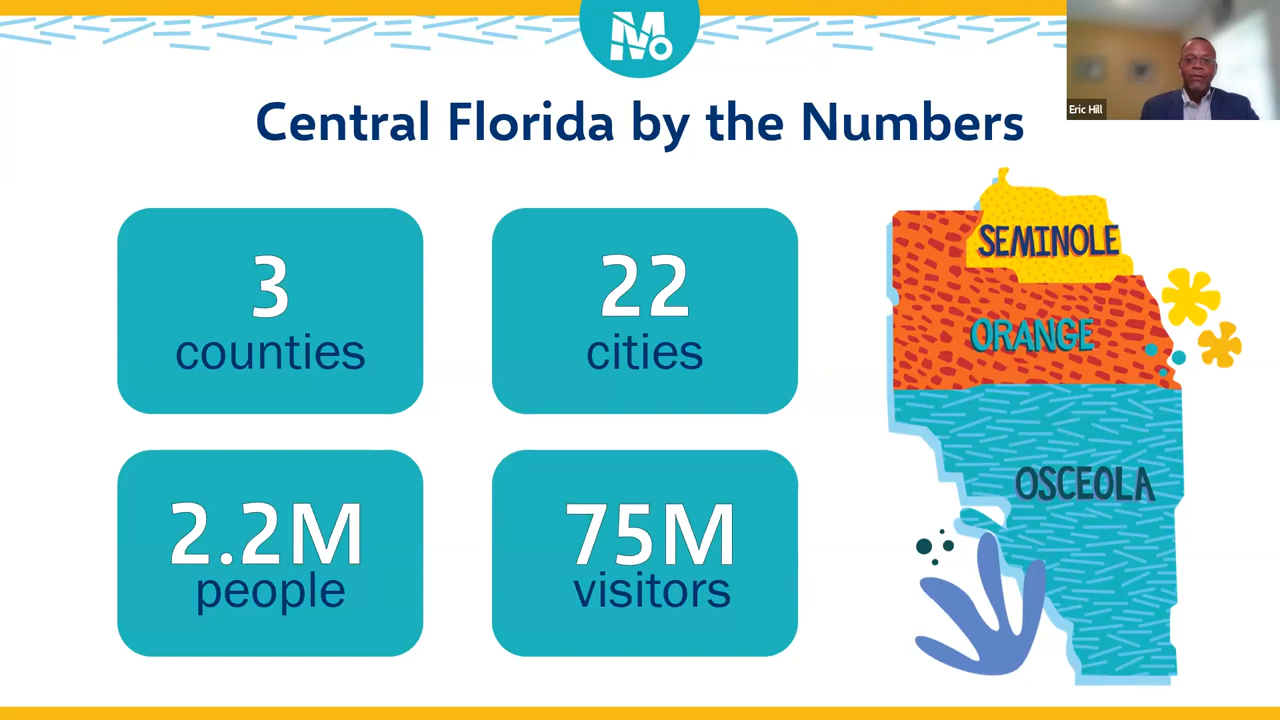 Mo
Eric Hill
Central Florida by the Numbers
3
counties
22
cities
2.2M
people
75M
visitors
SEMINOLE
ORANGE
OSCEOLA